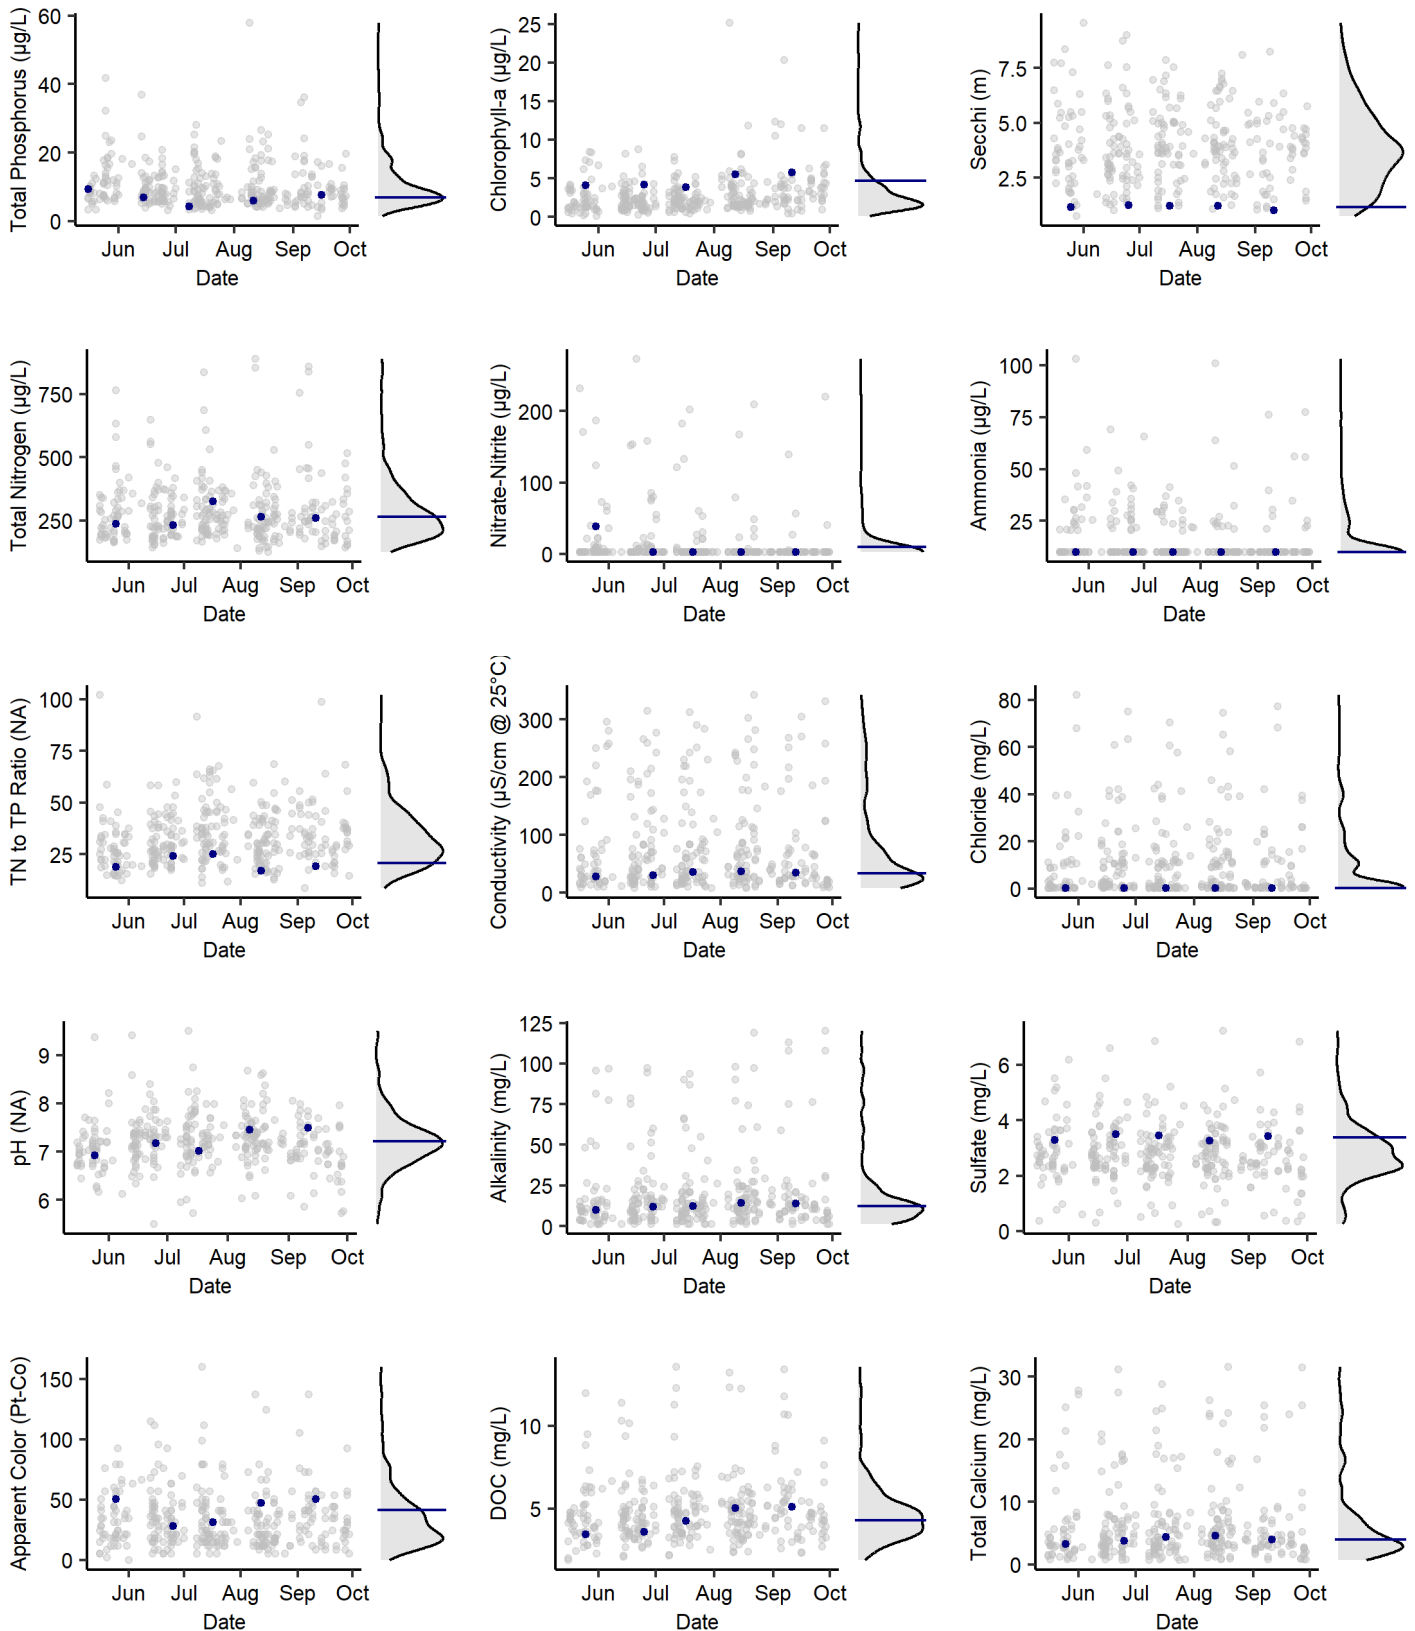 Total Phosphorus (µg/L)
60
40
20
0
Jun Jul Aug Sep Oct
Date
Chlorophyll-a (µg/L)
25
20
15
10
5
0
Jun Jul Aug Sep Oct
Date
Secchi (m)
7.5
5.0
2.5
Jun Jul Aug Sep Oct
Date
Total Nitrogen (µg/L)
750
500
250
Jun Jul Aug Sep Oct
Date
Nitrate-Nitrite (µg/L)
200
100
0
Jun Jul Aug Sep Oct
Date
Ammonia (µg/L)
100
75
50
25
Jun Jul Aug Sep Oct
Date
TN to TP Ratio (NA)
100
75
50
25
Jun Jul Aug Sep Oct
Date
Conductivity (µS/cm @ 25°C)
300
200
100
0
Jun Jul Aug Sep Oct
Date
Chloride (mg/L)
80
60
40
20
0
Jun Jul Aug Sep Oct
Date
pH (NA)
9
8
7
6
Jun Jul Aug Sep Oct
Date
Alkalinity (mg/L)
125
100
75
50
25
0
Jun Jul Aug Sep Oct
Date
Sulfate (mg/L)
6
4
2
0
Jun Jul Aug Sep Oct
Date
Apparent Color (Pt-Co)
150
100
50
0
Jun Jul Aug Sep Oct
Date
DOC (mg/L)
10
5
Jun Jul Aug Sep Oct
Date
Total Calcium (mg/L)
30
20
10
0
Jun Jul Aug Sep Oct
Date